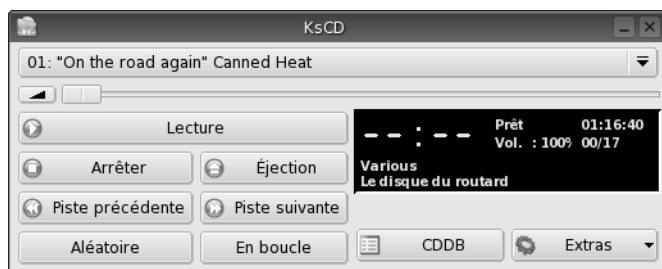 KsCD
01: "On the road again" Canned Heat
Lecture
--:-- Prêt 01:16:40
Vol. : 100% 00/17
Arrêter Éjection
Various
Le disque du routard
Piste précédente Piste suivante
Aléatoire En boucle CDDB Extras